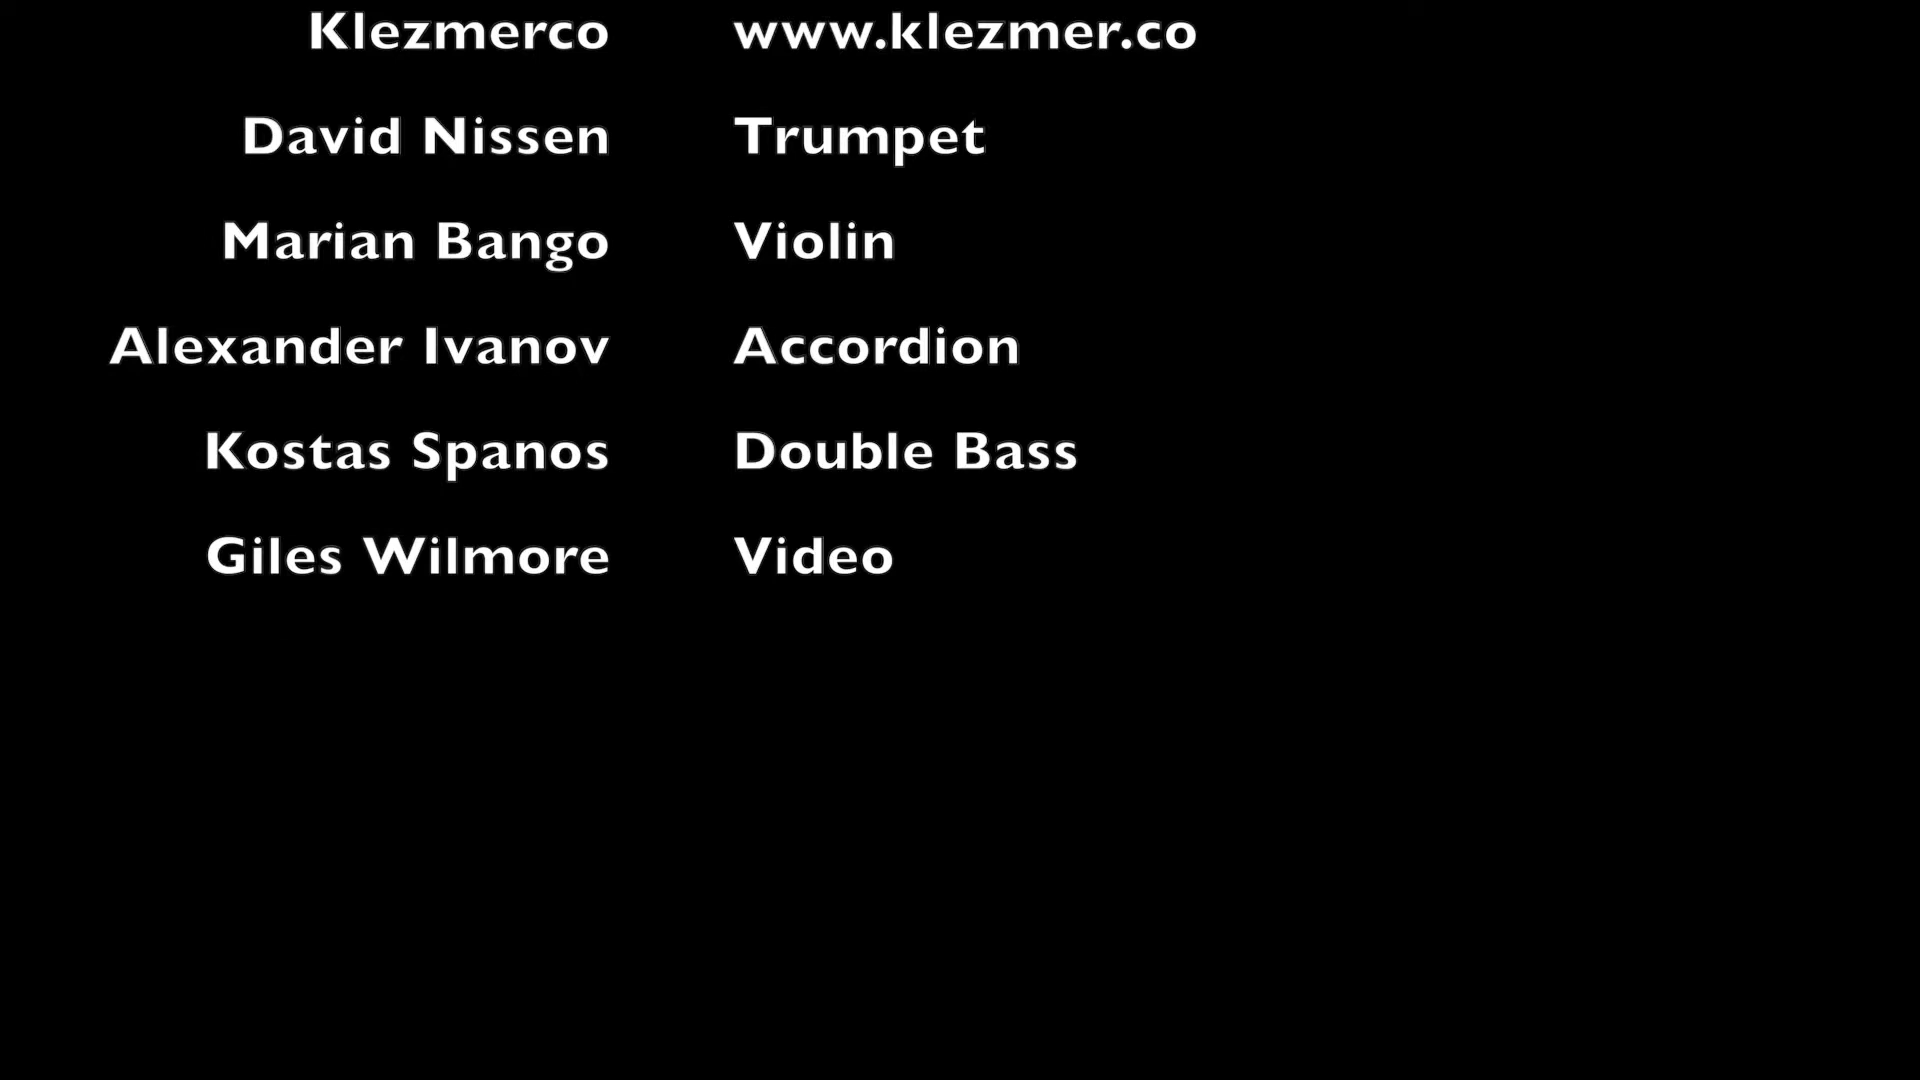 Klezmerco www.klezmer.co
David Nissen Trumpet
Marian Bango Violin
Alexander Ivanov Accordion
Kostas Spanos Double Bass
Giles Wilmore Video